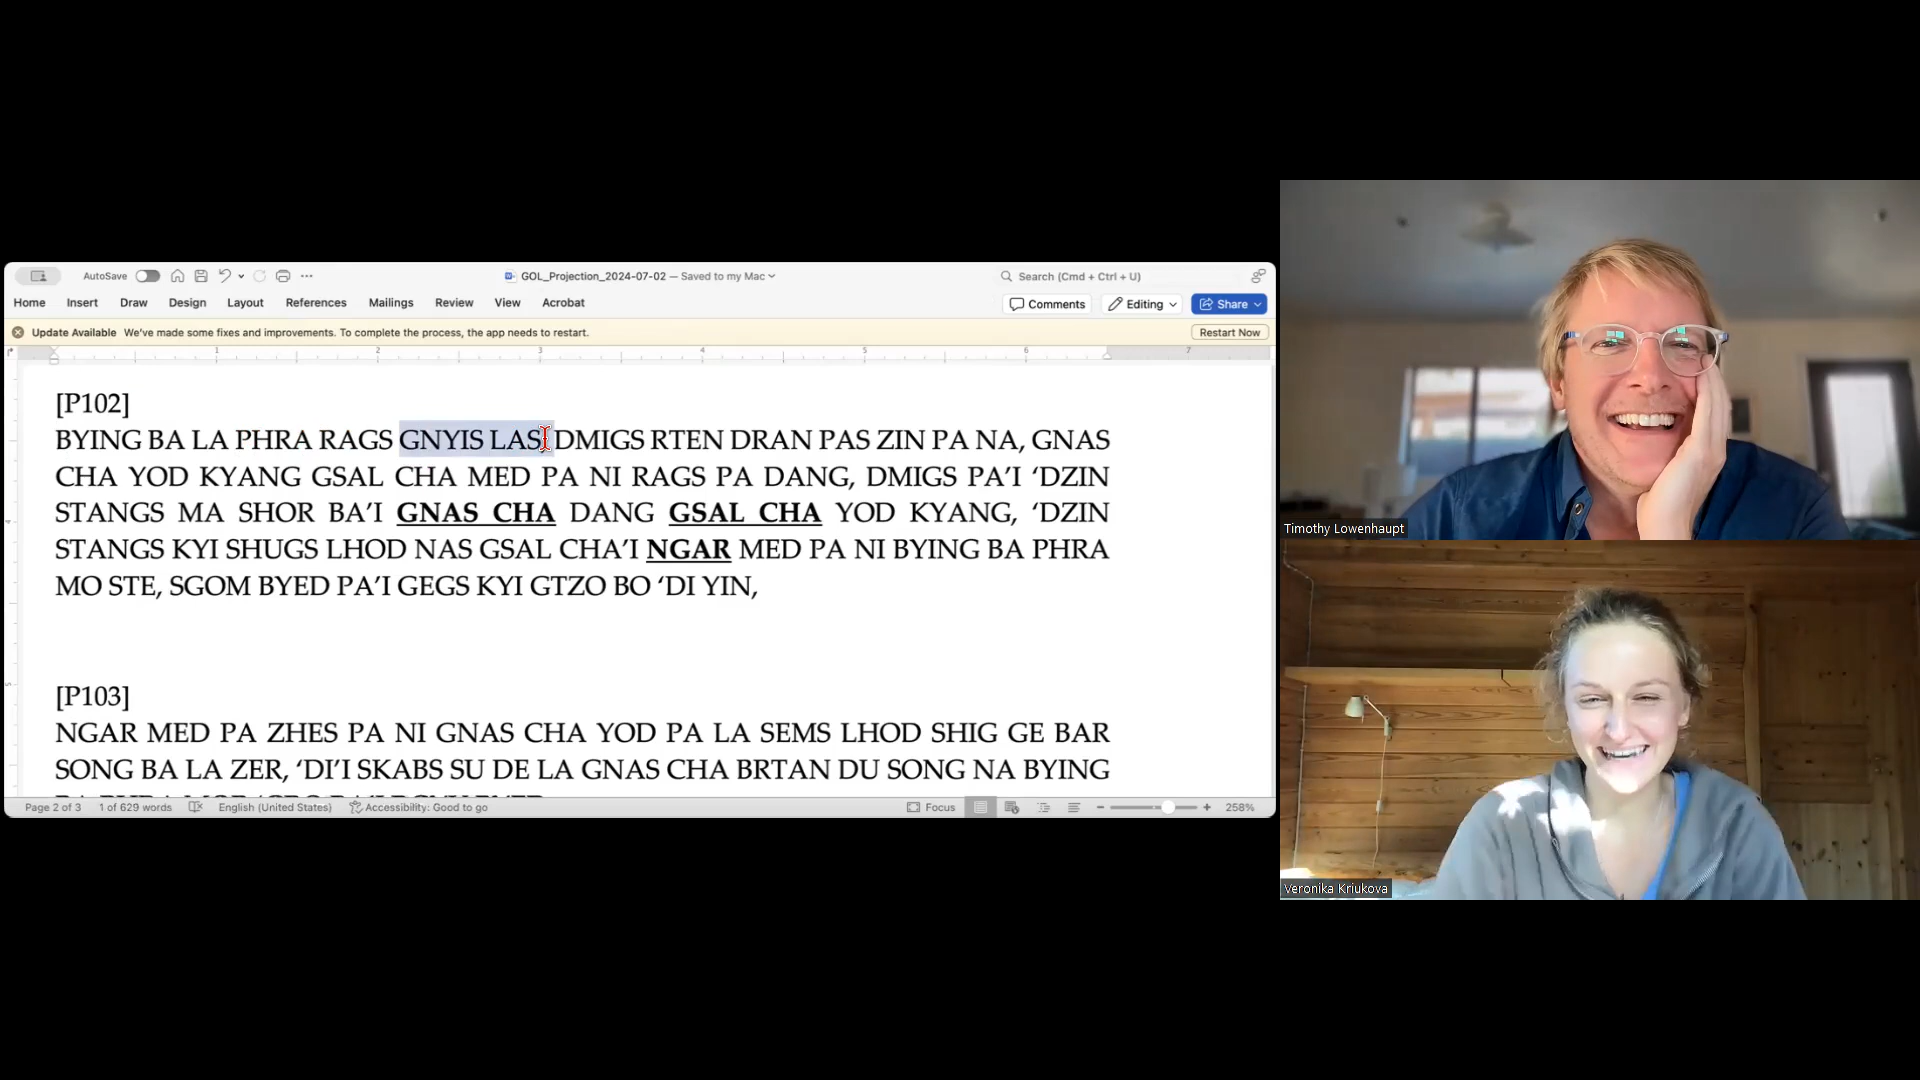 AutoSave
GOL_Projection_2024-07-02 — Saved to my Mac
Search (Cmd + Ctrl + U)
Home Insert Draw Design Layout References Mailings Review View Acrobat
Comments Editing Share
Update Available We've made some fixes and improvements. To complete the process, the app needs to restart. Restart Now
1 2 3 4 5 6 7
[P102]
BYING BA LA PHRA RAGS GNYIS LAS, DMIGS RTEN DRAN PAS ZIN PA NA, GNAS
CHA YOD KYANG GSAL CHA MED PA NI RAGS PA DANG, DMIGS PA'I ‘DZIN
STANGS MA SHOR BA'I GNAS CHA DANG GSAL CHA YOD KYANG, ‘DZIN
STANGS KYI SHUGS LHOD NAS GSAL CHA'I NGAR MED PA NI BYING BA PHRA
MO STE, SGOM BYED PA'I GEGS KYI GTZO BO ‘DI YIN,
[P103]
NGAR MED PA ZHES PA NI GNAS CHA YOD PA LA SEMS LHOD SHIG GE BAR
SONG BA LA ZER, ‘DI'I SKABS SU DE LA GNAS CHA BRTAN DU SONG NA BYING
Page 2 of 3 1 of 629 words English (United States) Accessibility: Good to go Focus 258%
Timothy Lowenhaupt
Veronika Kriukova